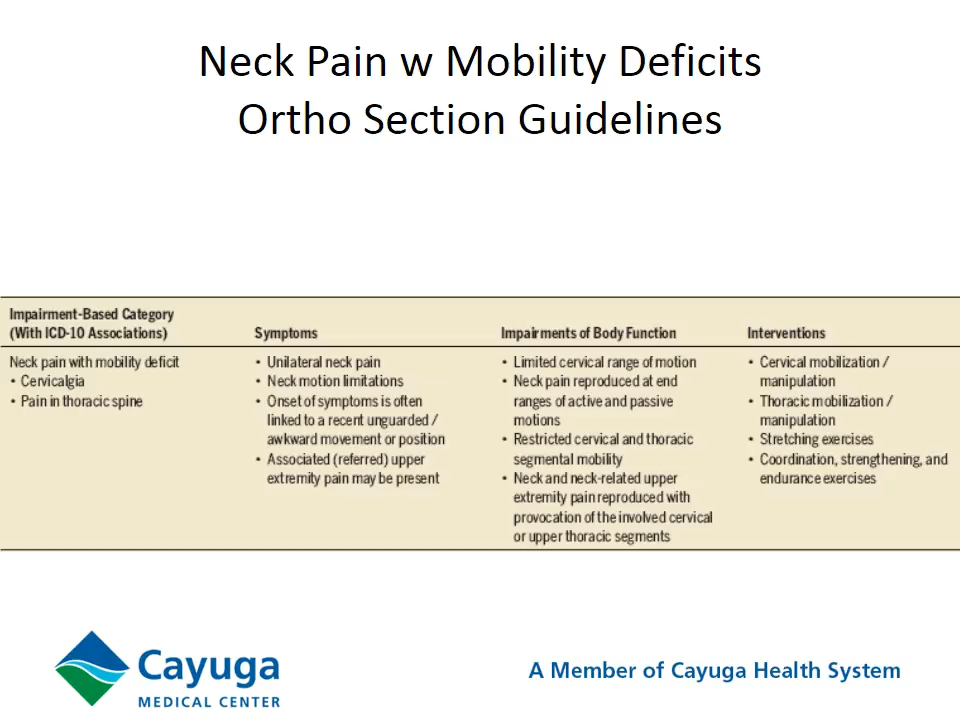 Neck Pain w Mobility Deficits
Ortho Section Guidelines
Impairment-Based Category
(With ICD-10 Associations)
Symptoms
Impairments of Body Function
Interventions
Neck pain with mobility deficit
• Cervicalgia
• Pain in thoracic spine
• Unilateral neck pain
• Neck motion limitations
• Onset of symptoms is often
linked to a recent unguarded /
awkward movement or position
• Associated (referred) upper
extremity pain may be present
• Limited cervical range of motion
• Neck pain reproduced at end
ranges of active and passive
motions
• Restricted cervical and thoracic
segmental mobility
• Neck and neck-related upper
extremity pain reproduced with
provocation of the involved cervical
or upper thoracic segments
• Cervical mobilization /
manipulation
• Thoracic mobilization /
manipulation
• Stretching exercises
• Coordination, strengthening, and
endurance exercises
Cayuga
MEDICAL CENTER
A Member of Cayuga Health System